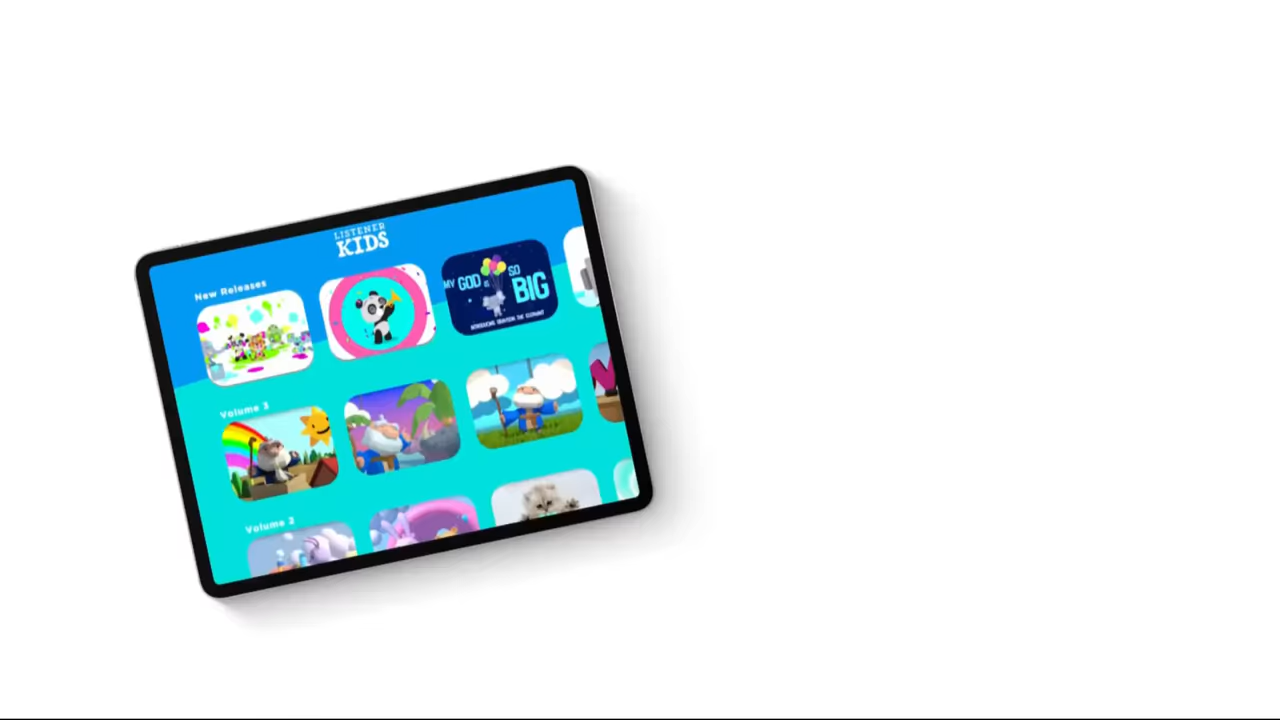 LISTENER
KIDS
New Releases
MY GOD is SO BIG
Volume 3
Volume 2